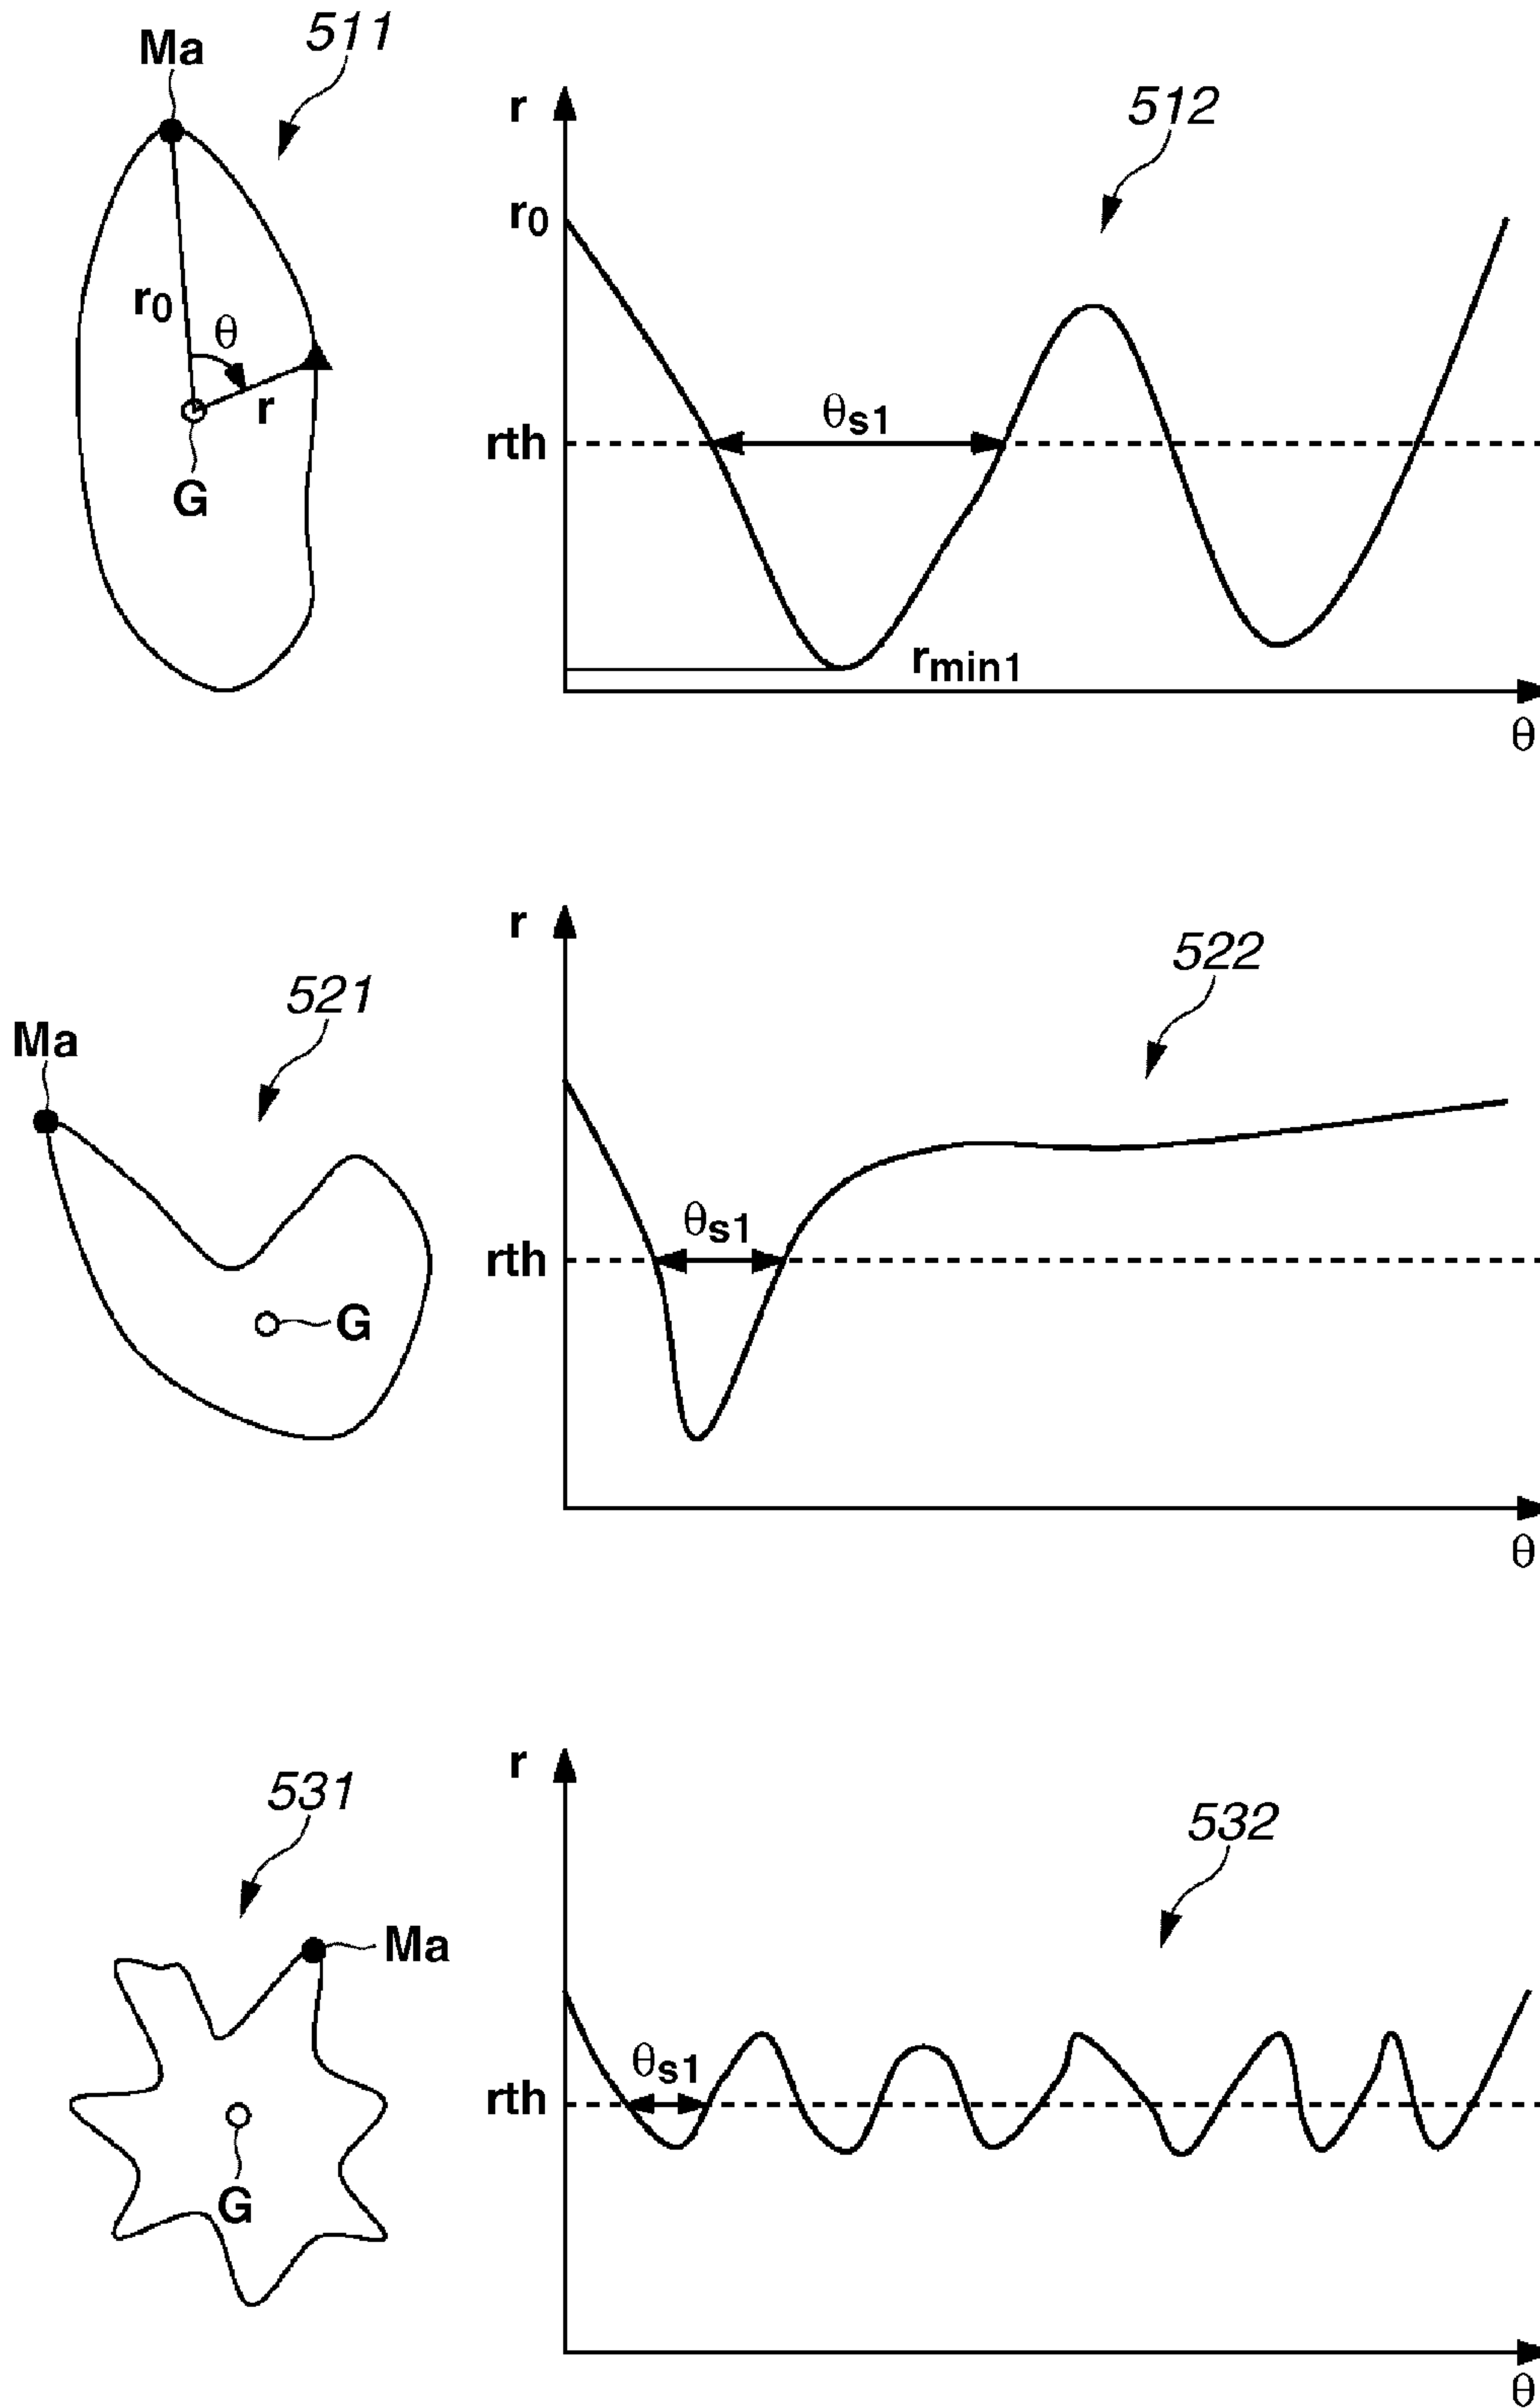 Ma
511
r
512
r0
r0
θ
r
rth
θs1
G
rmin1
θ
r
522
521
Ma
θs1
rth
G
θ
r
531
532
Ma
θs1
rth
G
θ